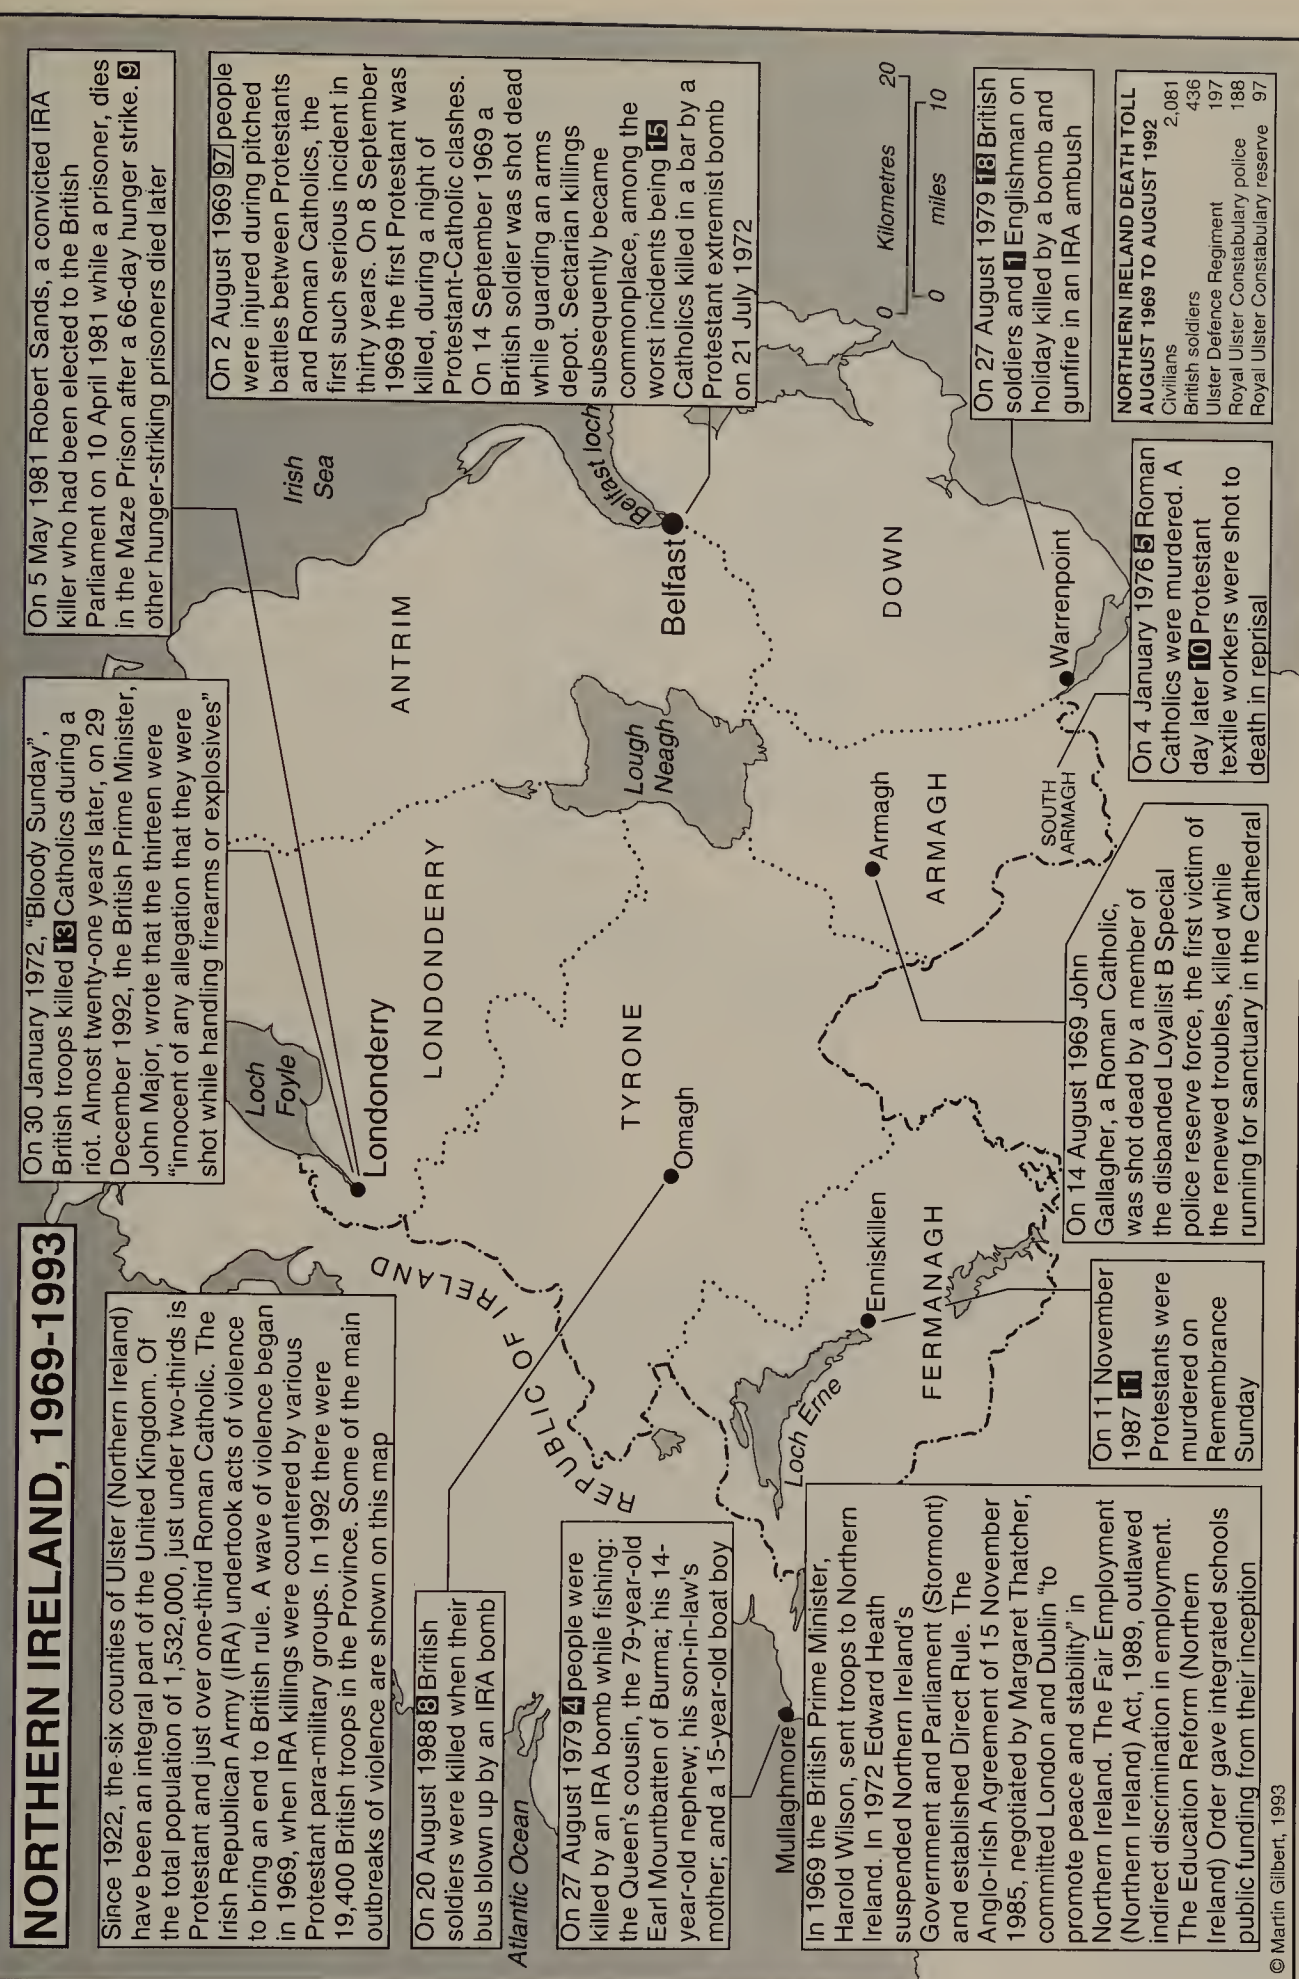 NORTHERN IRELAND, 1969-1993
Since 1922, the six counties of Ulster (Northern Ireland)
have been an integral part of the United Kingdom. Of
the total population of 1,532,000, just under two-thirds is
Protestant and just over one-third Roman Catholic. The
Irish Republican Army (IRA) undertook acts of violence
to bring an end to British rule. A wave of violence began
in 1969, when IRA killings were countered by various
Protestant para-military groups. In 1992 there were
19,400 British troops in the Province. Some of the main
outbreaks of violence are shown on this map
On 20 August 1988 8 British
soldiers were killed when their
bus blown up by an IRA bomb
Atlantic Ocean
On 27 August 1979 4 people were
killed by an IRA bomb while fishing:
the Queen's cousin, the 79-year-old
Earl Mountbatten of Burma; his 14-
year-old nephew; his son-in-law's
mother; and a 15-year-old boat boy
Mullaghmore
In 1969 the British Prime Minister,
Harold Wilson, sent troops to Northern
Ireland. In 1972 Edward Heath
suspended Northern Ireland's
Government and Parliament (Stormont)
and established Direct Rule. The
Anglo-Irish Agreement of 15 November
1985, negotiated by Margaret Thatcher,
committed London and Dublin "to
promote peace and stability" in
Northern Ireland. The Fair Employment
(Northern Ireland) Act, 1989, outlawed
indirect discrimination in employment.
The Education Reform (Northern
Ireland) Order gave integrated schools
public funding from their inception
© Martin Gilbert, 1993
On 30 January 1972, "Bloody Sunday",
British troops killed 13 Catholics during a
riot. Almost twenty-one years later, on 29
December 1992, the British Prime Minister,
John Major, wrote that the thirteen were
"innocent of any allegation that they were
shot while handling firearms or explosives"
Loch
Foyle
Londonderry
LONDONDERRY
REPUBLIC OF IRELAND
TYRONE
Omagh
Loch Erne
Enniskillen
FERMANAGH
On 11 November
1987 11
Protestants were
murdered on
Remembrance
Sunday
On 14 August 1969 John
Gallagher, a Roman Catholic,
was shot dead by a member of
the disbanded Loyalist B Special
police reserve force, the first victim of
the renewed troubles, killed while
running for sanctuary in the Cathedral
On 5 May 1981 Robert Sands, a convicted IRA
killer who had been elected to the British
Parliament on 10 April 1981 while a prisoner, dies
in the Maze Prison after a 66-day hunger strike. 9
other hunger-striking prisoners died later
Irish
Sea
ANTRIM
On 2 August 1969 97 people
were injured during pitched
battles between Protestants
and Roman Catholics, the
first such serious incident in
thirty years. On 8 September
1969 the first Protestant was
killed, during a night of
Protestant-Catholic clashes.
On 14 September 1969 a
British soldier was shot dead
while guarding an arms
depot. Sectarian killings
subsequently became
commonplace, among the
worst incidents being 15
Catholics killed in a bar by a
Protestant extremist bomb
on 21 July 1972
Belfast loch
Belfast
Lough
Neagh
Armagh
ARMAGH
SOUTH
ARMAGH
DOWN
Warrenpoint
0 Kilometres 20
0 miles 10
On 27 August 1979 18 British
soldiers and 1 Englishman on
holiday killed by a bomb and
gunfire in an IRA ambush
On 4 January 1976 5 Roman
Catholics were murdered. A
day later 10 Protestant
textile workers were shot to
death in reprisal
NORTHERN IRELAND DEATH TOLL
AUGUST 1969 TO AUGUST 1992
Civilians 2,081
British soldiers 436
Ulster Defence Regiment 197
Royal Ulster Constabulary police 188
Royal Ulster Constabulary reserve 97